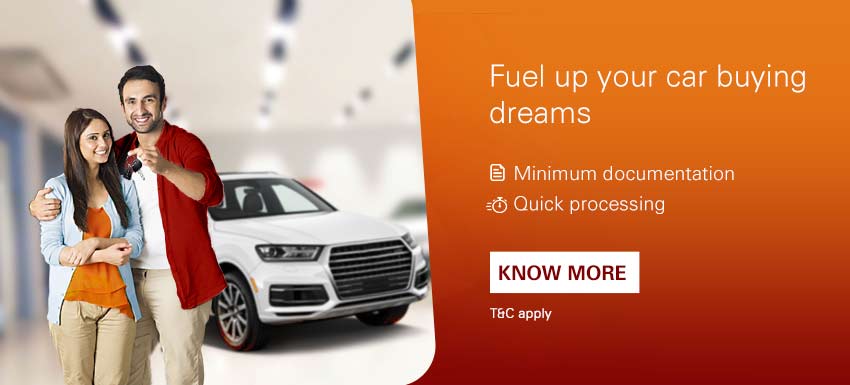 Fuel up your car buying
dreams
Minimum documentation
Quick processing
KNOW MORE
T&C apply